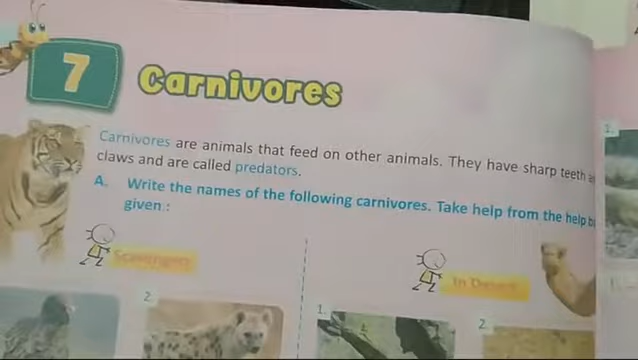 7
Carnivores
Carnivores are animals that feed on other animals. They have sharp teeth
claws and are called predators.
A. Write the names of the following carnivores. Take help from the help
given :
Scavengers
In Desert
2.
1.
2.
1.